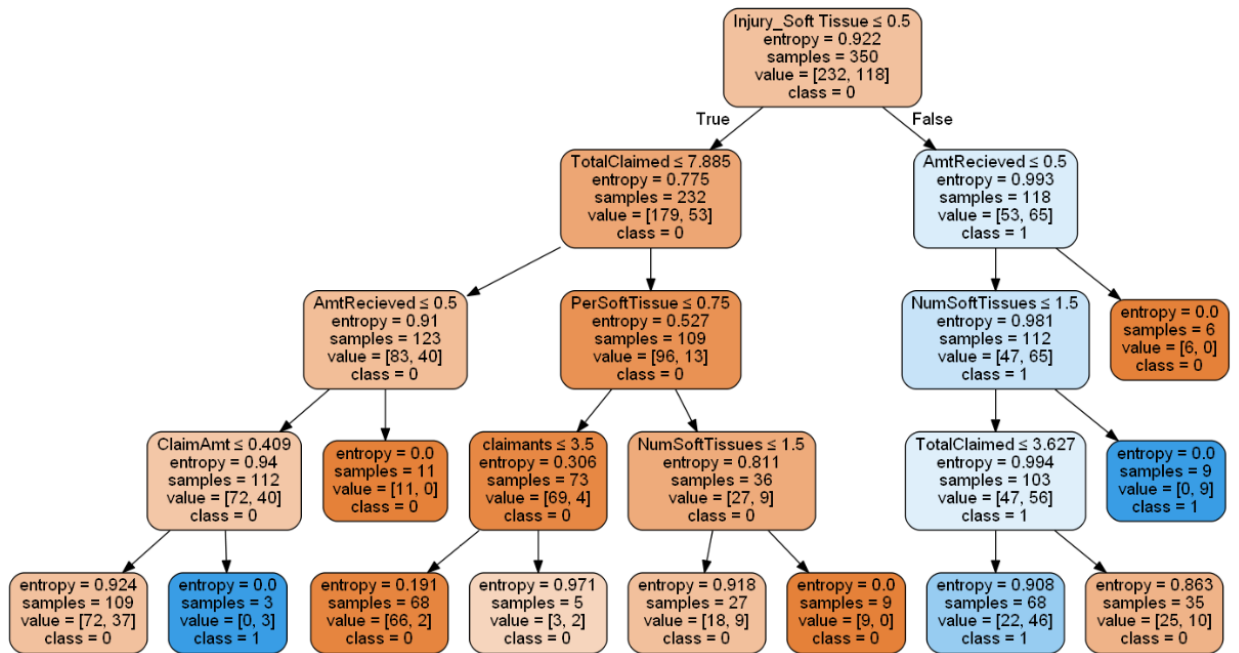 Injury_Soft Tissue ≤ 0.5
entropy = 0.922
samples = 350
value = [232, 118]
class = 0
True
False
TotalClaimed ≤ 7.885
entropy = 0.775
samples = 232
value = [179, 53]
class = 0
AmtRecieved ≤ 0.5
entropy = 0.993
samples = 118
value = [53, 65]
class = 1
AmtRecieved ≤ 0.5
entropy = 0.91
samples = 123
value = [83, 40]
class = 0
PerSoftTissue ≤ 0.75
entropy = 0.527
samples = 109
value = [96, 13]
class = 0
NumSoftTissues ≤ 1.5
entropy = 0.981
samples = 112
value = [47, 65]
class = 1
entropy = 0.0
samples = 6
value = [6, 0]
class = 0
ClaimAmt ≤ 0.409
entropy = 0.94
samples = 112
value = [72, 40]
class = 0
entropy = 0.0
samples = 11
value = [11, 0]
class = 0
claimants ≤ 3.5
entropy = 0.306
samples = 73
value = [69, 4]
class = 0
NumSoftTissues ≤ 1.5
entropy = 0.811
samples = 36
value = [27, 9]
class = 0
TotalClaimed ≤ 3.627
entropy = 0.994
samples = 103
value = [47, 56]
class = 1
entropy = 0.0
samples = 9
value = [0, 9]
class = 1
entropy = 0.924
samples = 109
value = [72, 37]
class = 0
entropy = 0.0
samples = 3
value = [0, 3]
class = 1
entropy = 0.191
samples = 68
value = [66, 2]
class = 0
entropy = 0.971
samples = 5
value = [3, 2]
class = 0
entropy = 0.918
samples = 27
value = [18, 9]
class = 0
entropy = 0.0
samples = 9
value = [9, 0]
class = 0
entropy = 0.908
samples = 68
value = [22, 46]
class = 1
entropy = 0.863
samples = 35
value = [25, 10]
class = 0